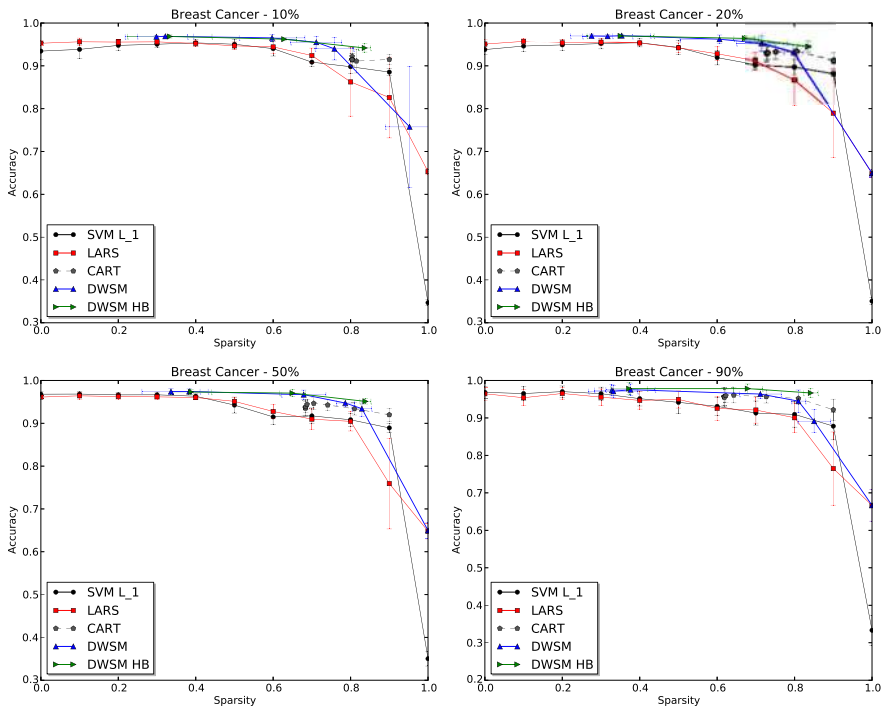 Breast Cancer - 10%
1.0
0.9
0.8
0.7
0.6
0.5
0.4
0.3
Accuracy
SVM L_1
LARS
CART
DWSM
DWSM HB
0.0 0.2 0.4 0.6 0.8 1.0
Sparsity
Breast Cancer - 20%
1.0
0.9
0.8
0.7
0.6
0.5
0.4
0.3
Accuracy
SVM L_1
LARS
CART
DWSM
DWSM HB
0.0 0.2 0.4 0.6 0.8 1.0
Sparsity
Breast Cancer - 50%
1.0
0.9
0.8
0.7
0.6
0.5
0.4
0.3
Accuracy
SVM L_1
LARS
CART
DWSM
DWSM HB
0.0 0.2 0.4 0.6 0.8 1.0
Sparsity
Breast Cancer - 90%
1.0
0.9
0.8
0.7
0.6
0.5
0.4
0.3
0.2
Accuracy
SVM L_1
LARS
CART
DWSM
DWSM HB
0.0 0.2 0.4 0.6 0.8 1.0
Sparsity